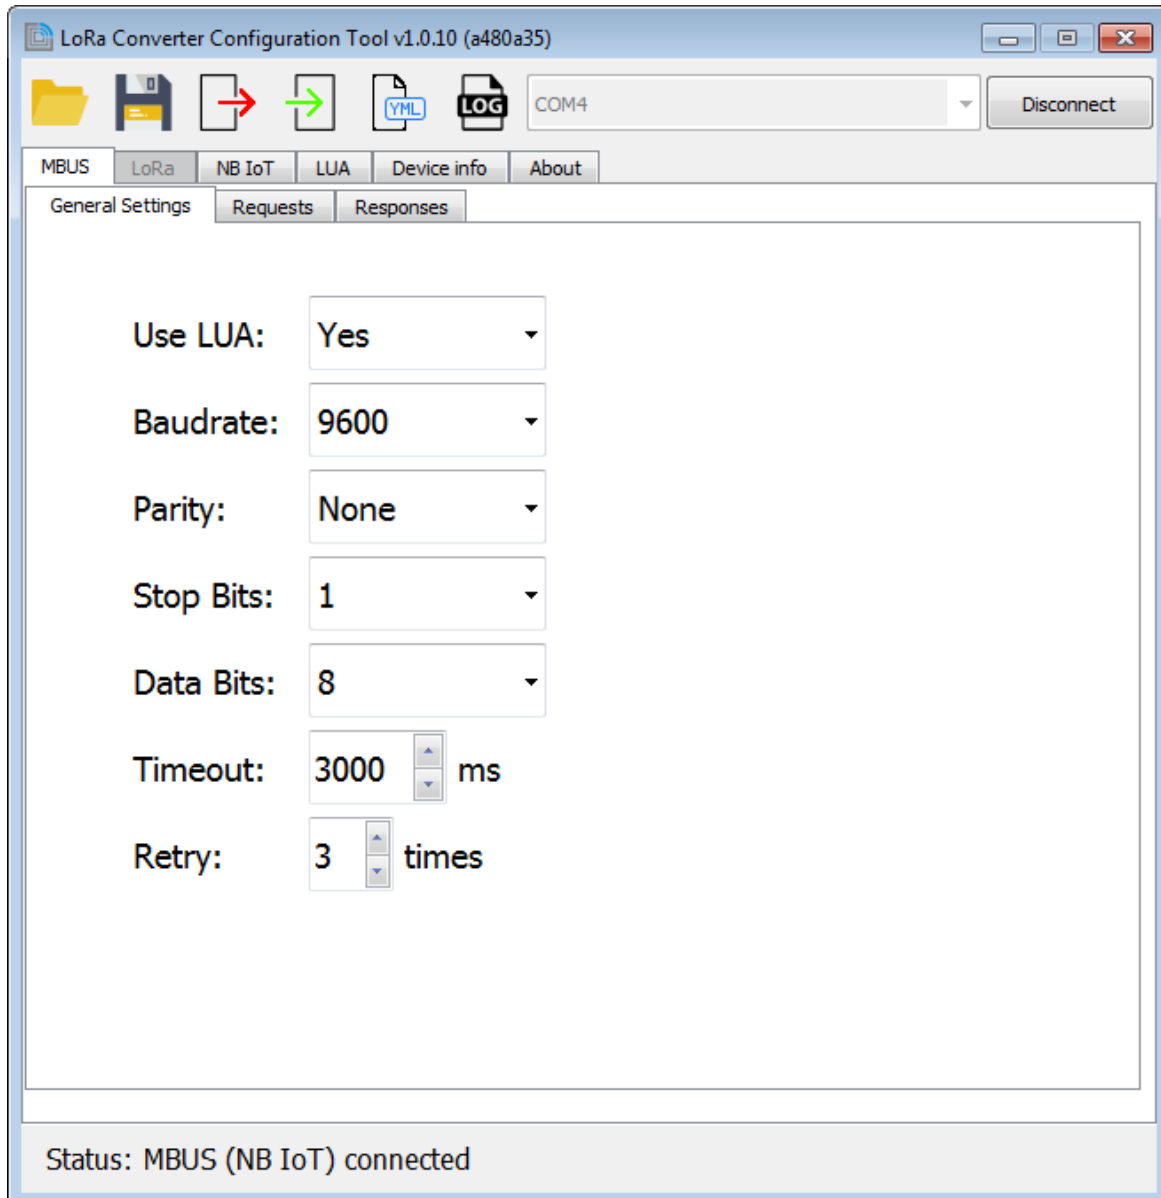 LoRa Converter Configuration Tool v1.0.10 (a480a35)
YML LOG COM4 Disconnect
MBUS LoRa NB IoT LUA Device info About
General Settings Requests Responses
Use LUA: Yes
Baudrate: 9600
Parity: None
Stop Bits: 1
Data Bits: 8
Timeout: 3000 ms
Retry: 3 times
Status: MBUS (NB IoT) connected